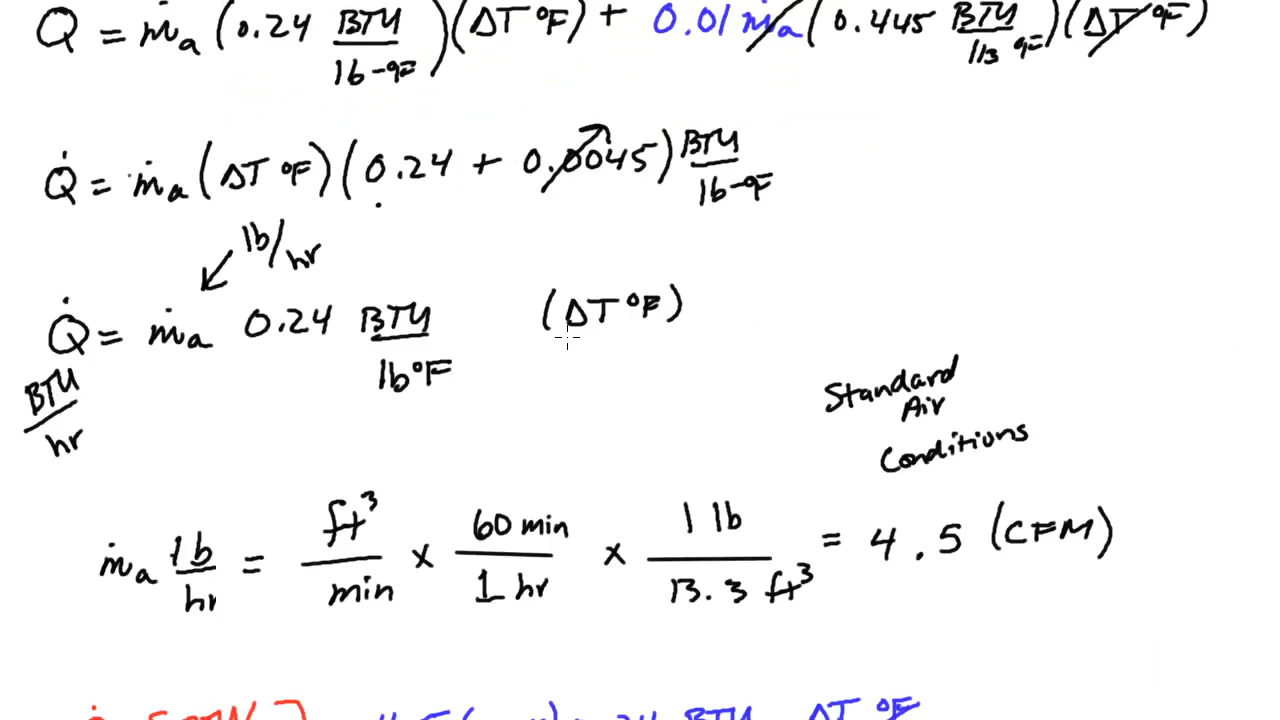 Q = ṁa (0.24 BTU/lb-°F)(ΔT °F) + 0.01 ṁa (0.445 BTU/lb °F)(ΔT °F)
Q̇ = ṁa (ΔT °F)(0.24 + 0.0045) BTU/lb-°F
lb/hr
Q̇ = ṁa 0.24 BTU/lb°F (ΔT °F)
BTU/hr
Standard
Air
Conditions
ṁa lb/hr = ft³/min × 60 min/1 hr × 1 lb/13.3 ft³ = 4.5 (CFM)